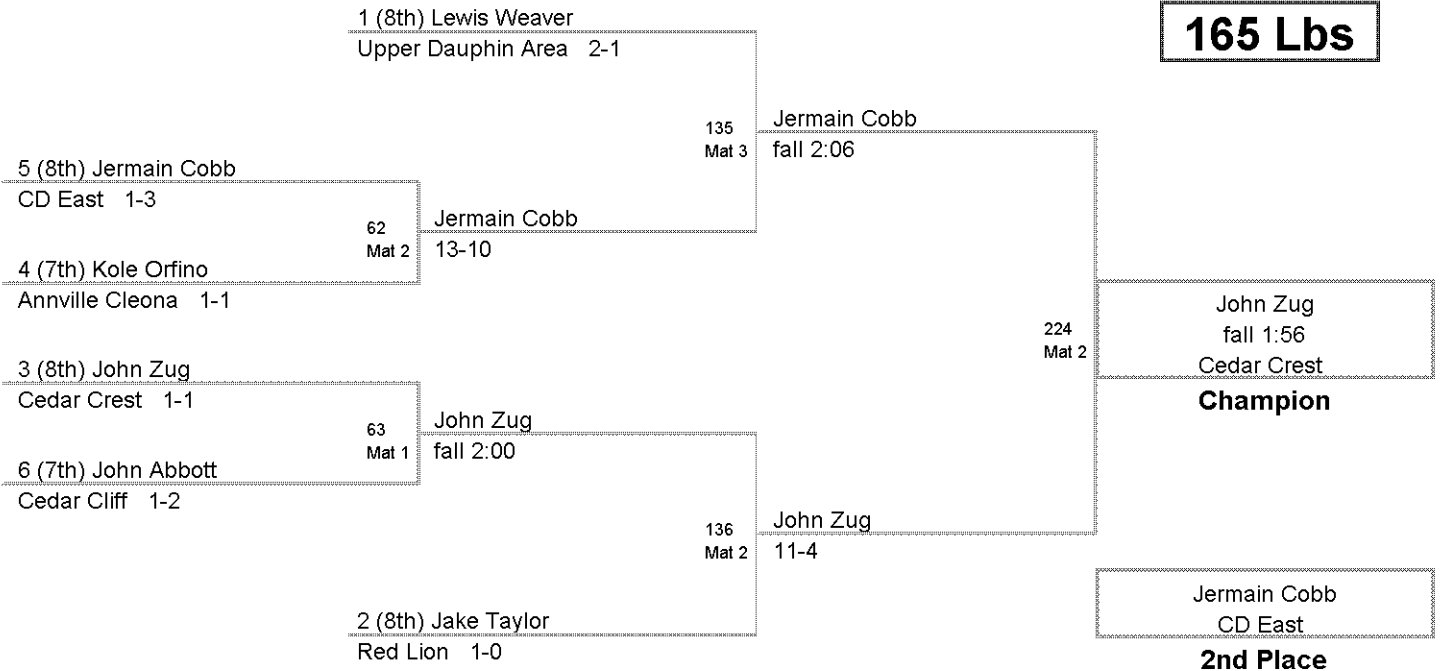 1 (8th) Lewis Weaver
Upper Dauphin Area 2-1
165 Lbs
135
Mat 3
Jermain Cobb
fall 2:06
5 (8th) Jermain Cobb
CD East 1-3
62
Mat 2
Jermain Cobb
13-10
4 (7th) Kole Orfino
Annville Cleona 1-1
224
Mat 2
John Zug
fall 1:56
Cedar Crest
Champion
3 (8th) John Zug
Cedar Crest 1-1
63
Mat 1
John Zug
fall 2:00
6 (7th) John Abbott
Cedar Cliff 1-2
136
Mat 2
John Zug
11-4
2 (8th) Jake Taylor
Red Lion 1-0
Jermain Cobb
CD East
2nd Place